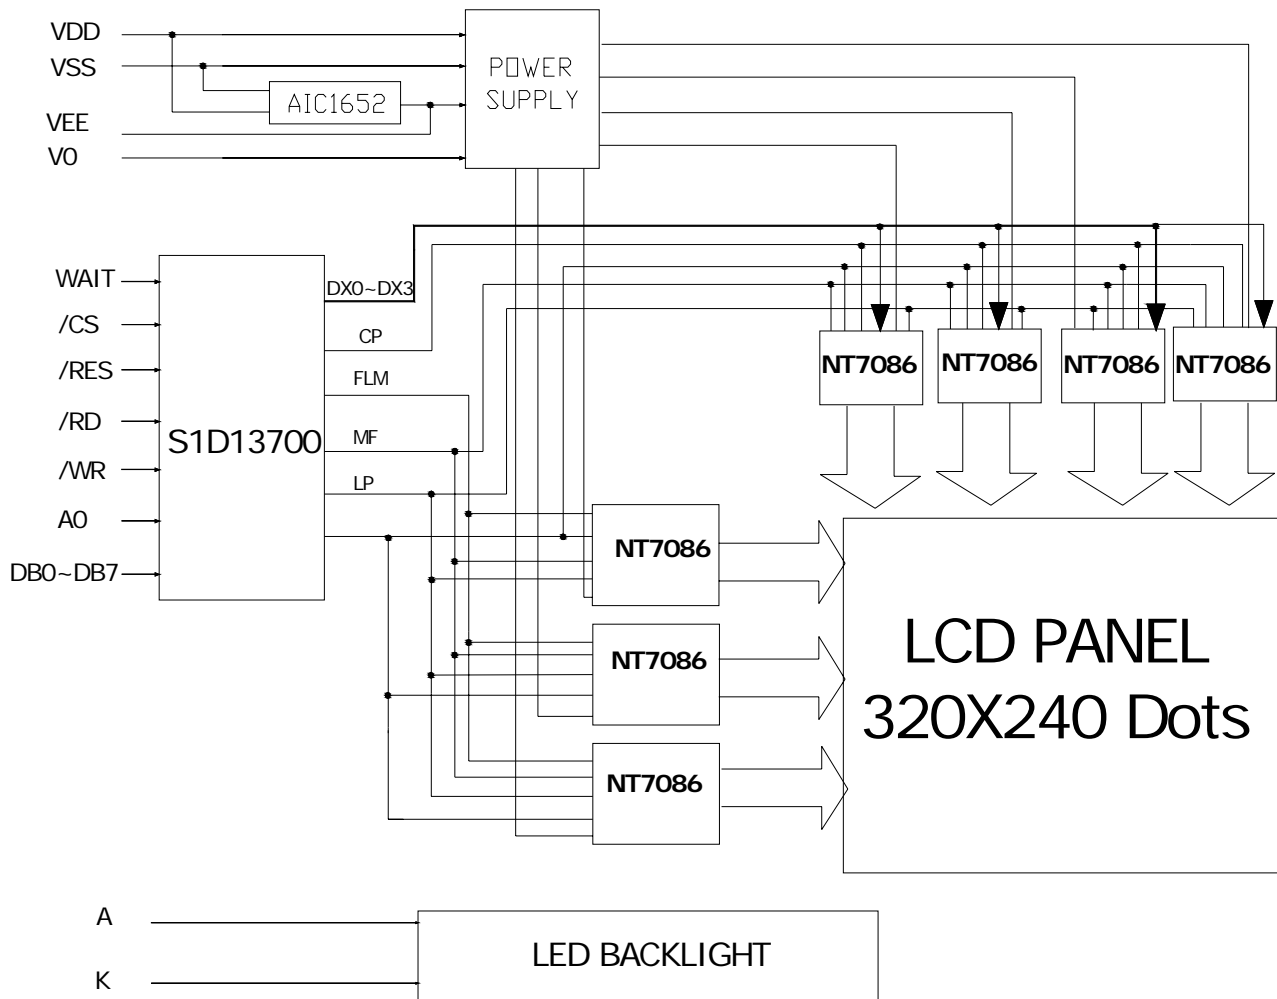 VDD
VSS
VEE
V0
AIC1652
POWER
SUPPLY
WAIT
/CS
/RES
/RD
/WR
A0
DB0~DB7
S1D13700
DX0~DX3
CP
FLM
MF
LP
NT7086
NT7086
NT7086
NT7086
NT7086
NT7086
NT7086
LCD PANEL
320X240 Dots
A
K
LED BACKLIGHT